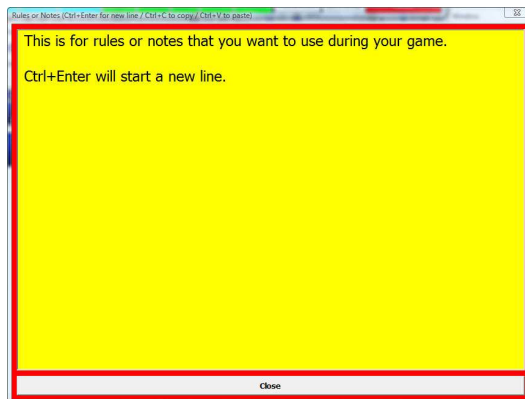 Rules or Notes (Ctrl+Enter for new line / Ctrl+C to copy / Ctrl+V to paste)
This is for rules or notes that you want to use during your game.
Ctrl+Enter will start a new line.
Close